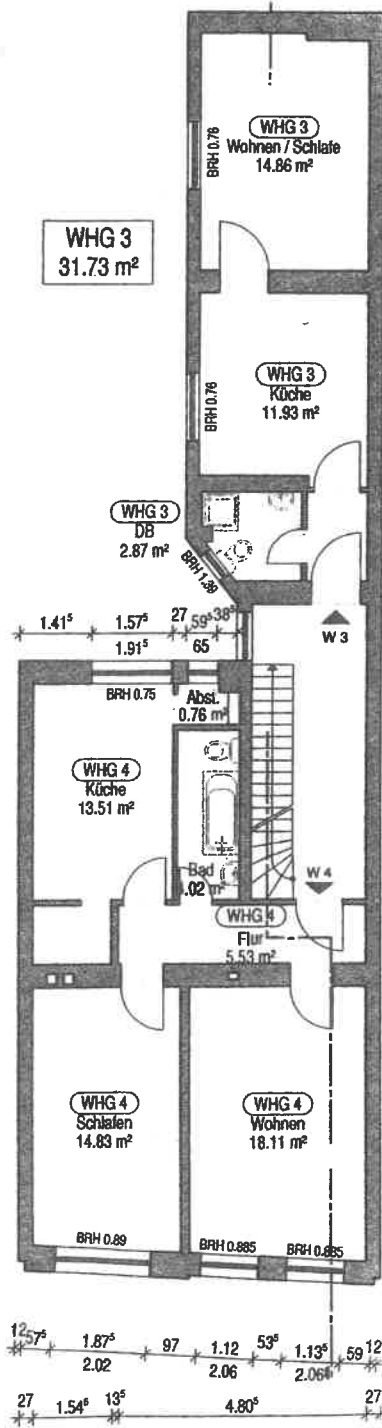 WHG 3
Wohnen / Schlafe
14.86 m²
BRH 0.76
WHG 3
31.73 m²
WHG 3
Küche
11.93 m²
BRH 0.76
WHG 3
DB
2.87 m²
BRH 1.39
W 3
1.41⁵ 1.57⁵ 27 59⁵ 38⁵
1.91⁵ 65
BRH 0.75
Abst.
0.76 m²
WHG 4
Küche
13.51 m²
Bad
.02 m²
W 4
WHG 4
Flur
5.53 m²
WHG 4
Schlafen
14.83 m²
WHG 4
Wohnen
18.11 m²
BRH 0.89
BRH 0.885
BRH 0.885
12 57⁵ 1.87⁵ 97 1.12 53⁵ 1.13⁵ 59 12
2.02 2.06 2.06⁶
27 1.54⁶ 13⁵ 4.80⁵ 27